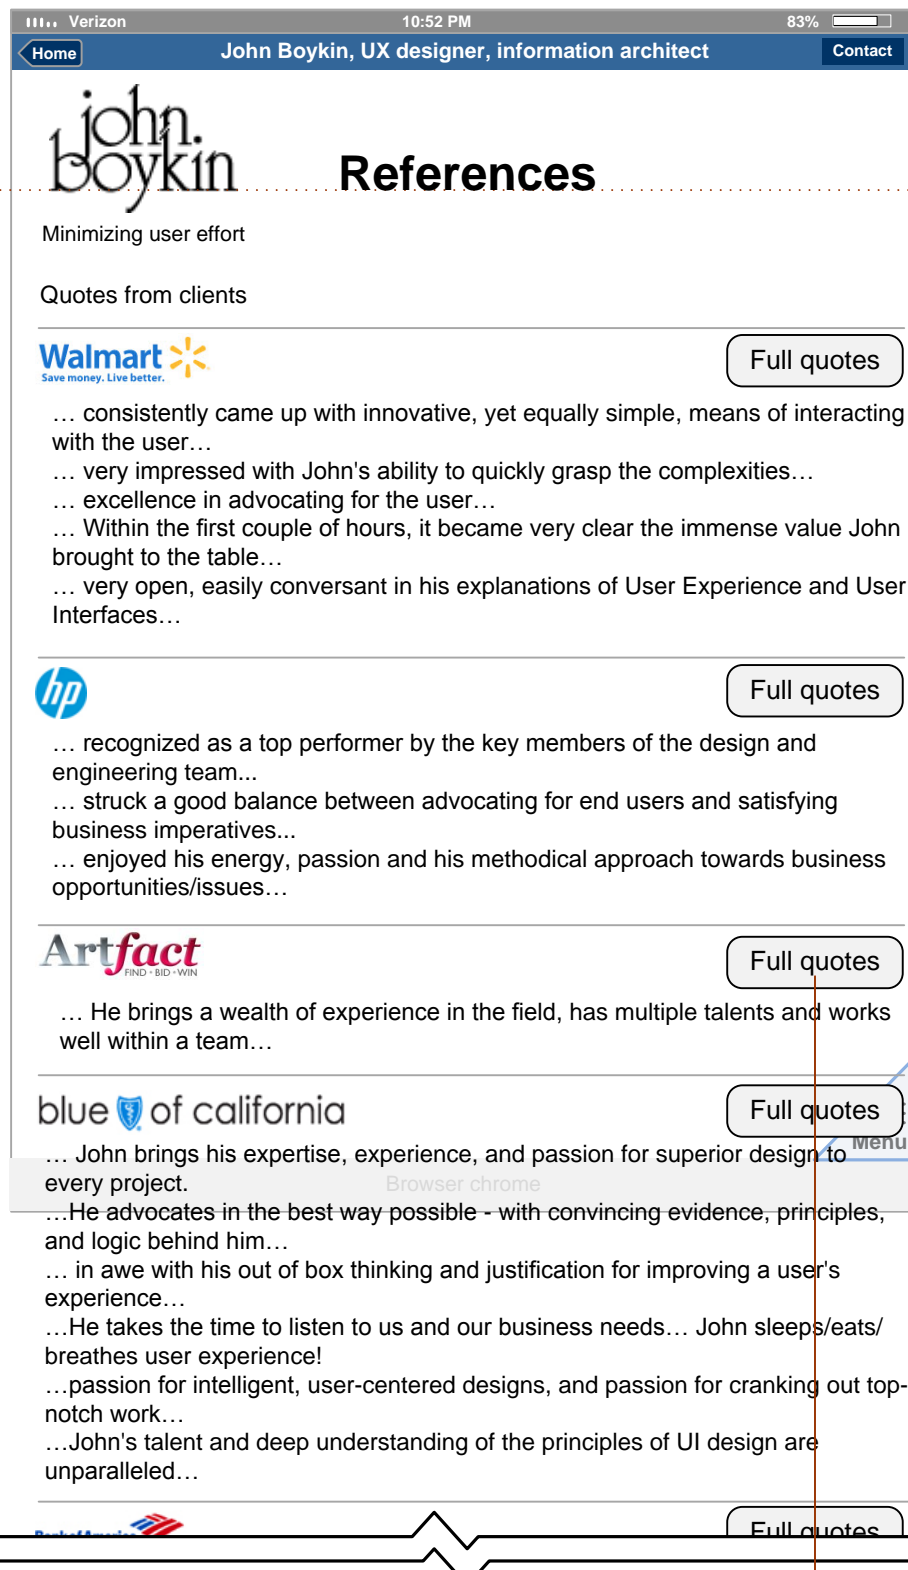 Verizon 10:52 PM 83%
Home John Boykin, UX designer, information architect Contact
john
boykin
References
Minimizing user effort
Quotes from clients
Walmart
Save money. Live better.
Full quotes
… consistently came up with innovative, yet equally simple, means of interacting
with the user…
… very impressed with John's ability to quickly grasp the complexities…
… excellence in advocating for the user…
… Within the first couple of hours, it became very clear the immense value John
brought to the table…
… very open, easily conversant in his explanations of User Experience and User
Interfaces…
hp
Full quotes
… recognized as a top performer by the key members of the design and
engineering team...
… struck a good balance between advocating for end users and satisfying
business imperatives...
… enjoyed his energy, passion and his methodical approach towards business
opportunities/issues…
Artfact
FIND - BID - WIN
Full quotes
… He brings a wealth of experience in the field, has multiple talents and works
well within a team…
blue of california
Full quotes
Menu
… John brings his expertise, experience, and passion for superior design to
every project.
Browser chrome
…He advocates in the best way possible - with convincing evidence, principles,
and logic behind him…
… in awe with his out of box thinking and justification for improving a user's
experience…
…He takes the time to listen to us and our business needs… John sleeps/eats/
breathes user experience!
…passion for intelligent, user-centered designs, and passion for cranking out top-
notch work…
…John's talent and deep understanding of the principles of UI design are
unparalleled…
Bank of America
Full quotes